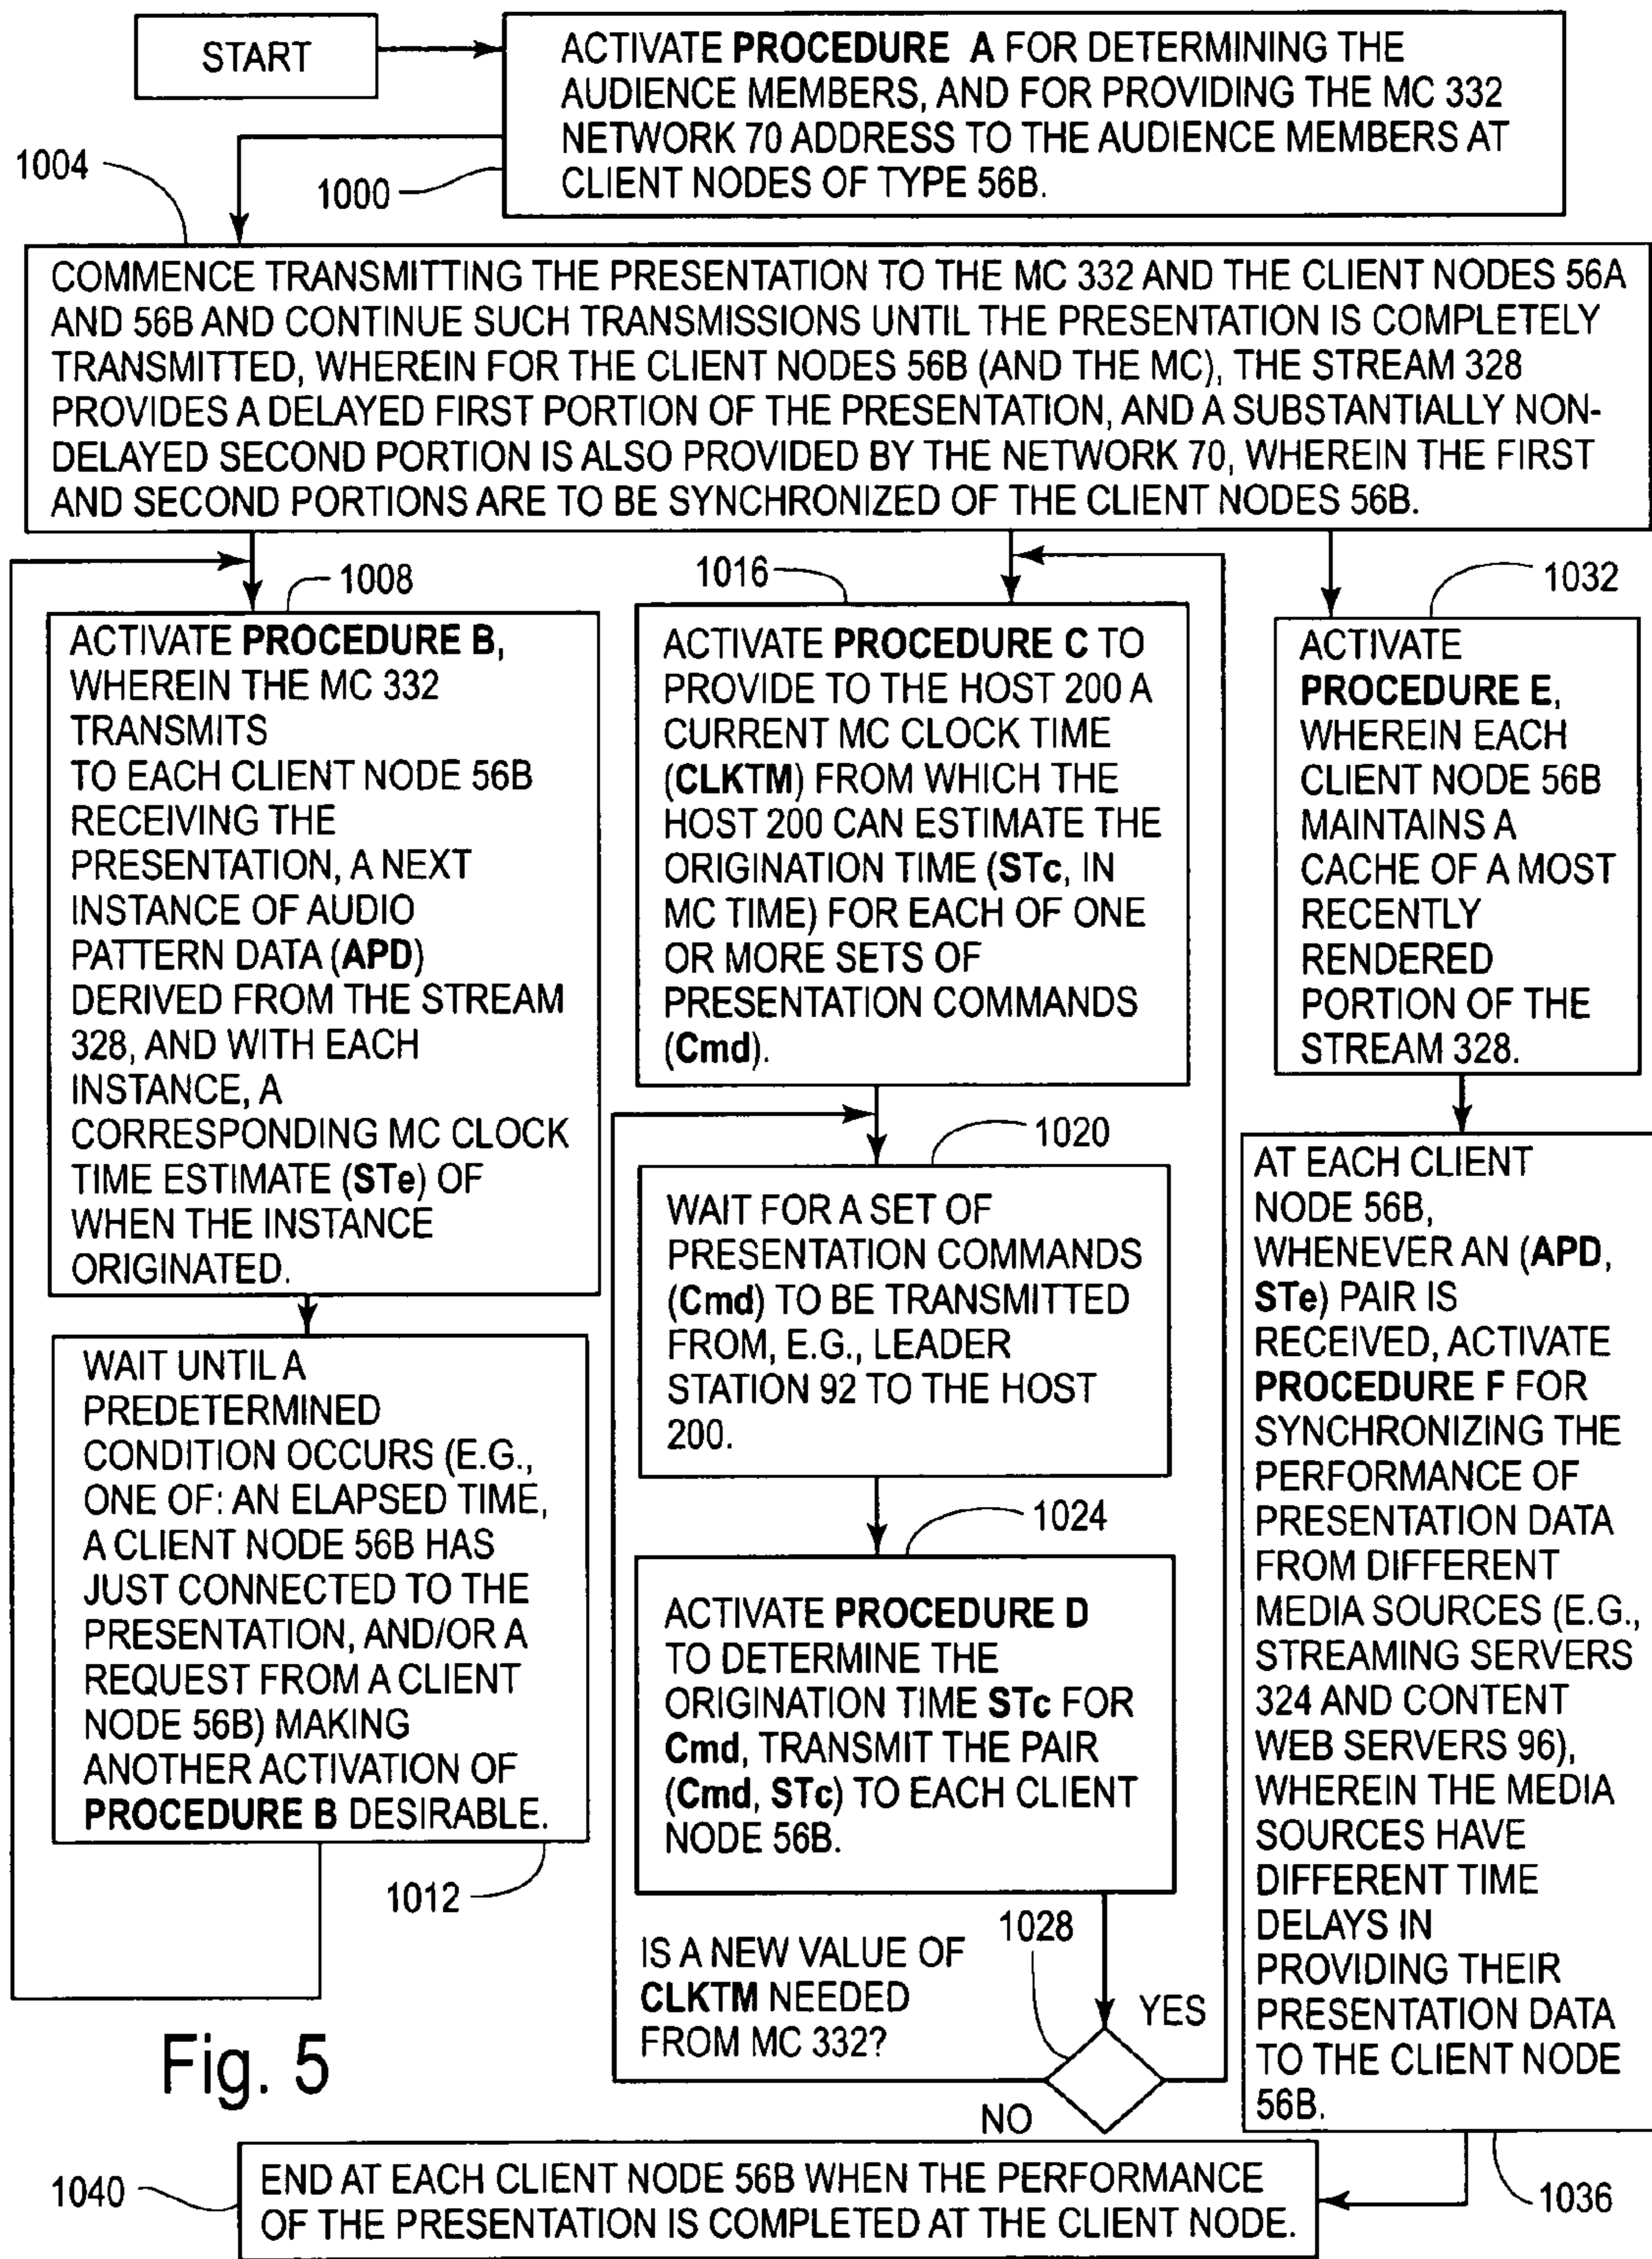 START
ACTIVATE PROCEDURE A FOR DETERMINING THE
AUDIENCE MEMBERS, AND FOR PROVIDING THE MC 332
NETWORK 70 ADDRESS TO THE AUDIENCE MEMBERS AT
CLIENT NODES OF TYPE 56B.
1004
1000
COMMENCE TRANSMITTING THE PRESENTATION TO THE MC 332 AND THE CLIENT NODES 56A
AND 56B AND CONTINUE SUCH TRANSMISSIONS UNTIL THE PRESENTATION IS COMPLETELY
TRANSMITTED, WHEREIN FOR THE CLIENT NODES 56B (AND THE MC), THE STREAM 328
PROVIDES A DELAYED FIRST PORTION OF THE PRESENTATION, AND A SUBSTANTIALLY NON-
DELAYED SECOND PORTION IS ALSO PROVIDED BY THE NETWORK 70, WHEREIN THE FIRST
AND SECOND PORTIONS ARE TO BE SYNCHRONIZED OF THE CLIENT NODES 56B.
1008
ACTIVATE PROCEDURE B,
WHEREIN THE MC 332
TRANSMITS
TO EACH CLIENT NODE 56B
RECEIVING THE
PRESENTATION, A NEXT
INSTANCE OF AUDIO
PATTERN DATA (APD)
DERIVED FROM THE STREAM
328, AND WITH EACH
INSTANCE, A
CORRESPONDING MC CLOCK
TIME ESTIMATE (STe) OF
WHEN THE INSTANCE
ORIGINATED.
WAIT UNTIL A
PREDETERMINED
CONDITION OCCURS (E.G.,
ONE OF: AN ELAPSED TIME,
A CLIENT NODE 56B HAS
JUST CONNECTED TO THE
PRESENTATION, AND/OR A
REQUEST FROM A CLIENT
NODE 56B) MAKING
ANOTHER ACTIVATION OF
PROCEDURE B DESIRABLE.
1012
1016
ACTIVATE PROCEDURE C TO
PROVIDE TO THE HOST 200 A
CURRENT MC CLOCK TIME
(CLKTM) FROM WHICH THE
HOST 200 CAN ESTIMATE THE
ORIGINATION TIME (STc, IN
MC TIME) FOR EACH OF ONE
OR MORE SETS OF
PRESENTATION COMMANDS
(Cmd).
1020
WAIT FOR A SET OF
PRESENTATION COMMANDS
(Cmd) TO BE TRANSMITTED
FROM, E.G., LEADER
STATION 92 TO THE HOST
200.
1024
ACTIVATE PROCEDURE D
TO DETERMINE THE
ORIGINATION TIME STc FOR
Cmd, TRANSMIT THE PAIR
(Cmd, STc) TO EACH CLIENT
NODE 56B.
1028
IS A NEW VALUE OF
CLKTM NEEDED
FROM MC 332?
YES
NO
1032
ACTIVATE
PROCEDURE E,
WHEREIN EACH
CLIENT NODE 56B
MAINTAINS A
CACHE OF A MOST
RECENTLY
RENDERED
PORTION OF THE
STREAM 328.
AT EACH CLIENT
NODE 56B,
WHENEVER AN (APD,
STe) PAIR IS
RECEIVED, ACTIVATE
PROCEDURE F FOR
SYNCHRONIZING THE
PERFORMANCE OF
PRESENTATION DATA
FROM DIFFERENT
MEDIA SOURCES (E.G.,
STREAMING SERVERS
324 AND CONTENT
WEB SERVERS 96),
WHEREIN THE MEDIA
SOURCES HAVE
DIFFERENT TIME
DELAYS IN
PROVIDING THEIR
PRESENTATION DATA
TO THE CLIENT NODE
56B.
1036
Fig. 5
1040
END AT EACH CLIENT NODE 56B WHEN THE PERFORMANCE
OF THE PRESENTATION IS COMPLETED AT THE CLIENT NODE.